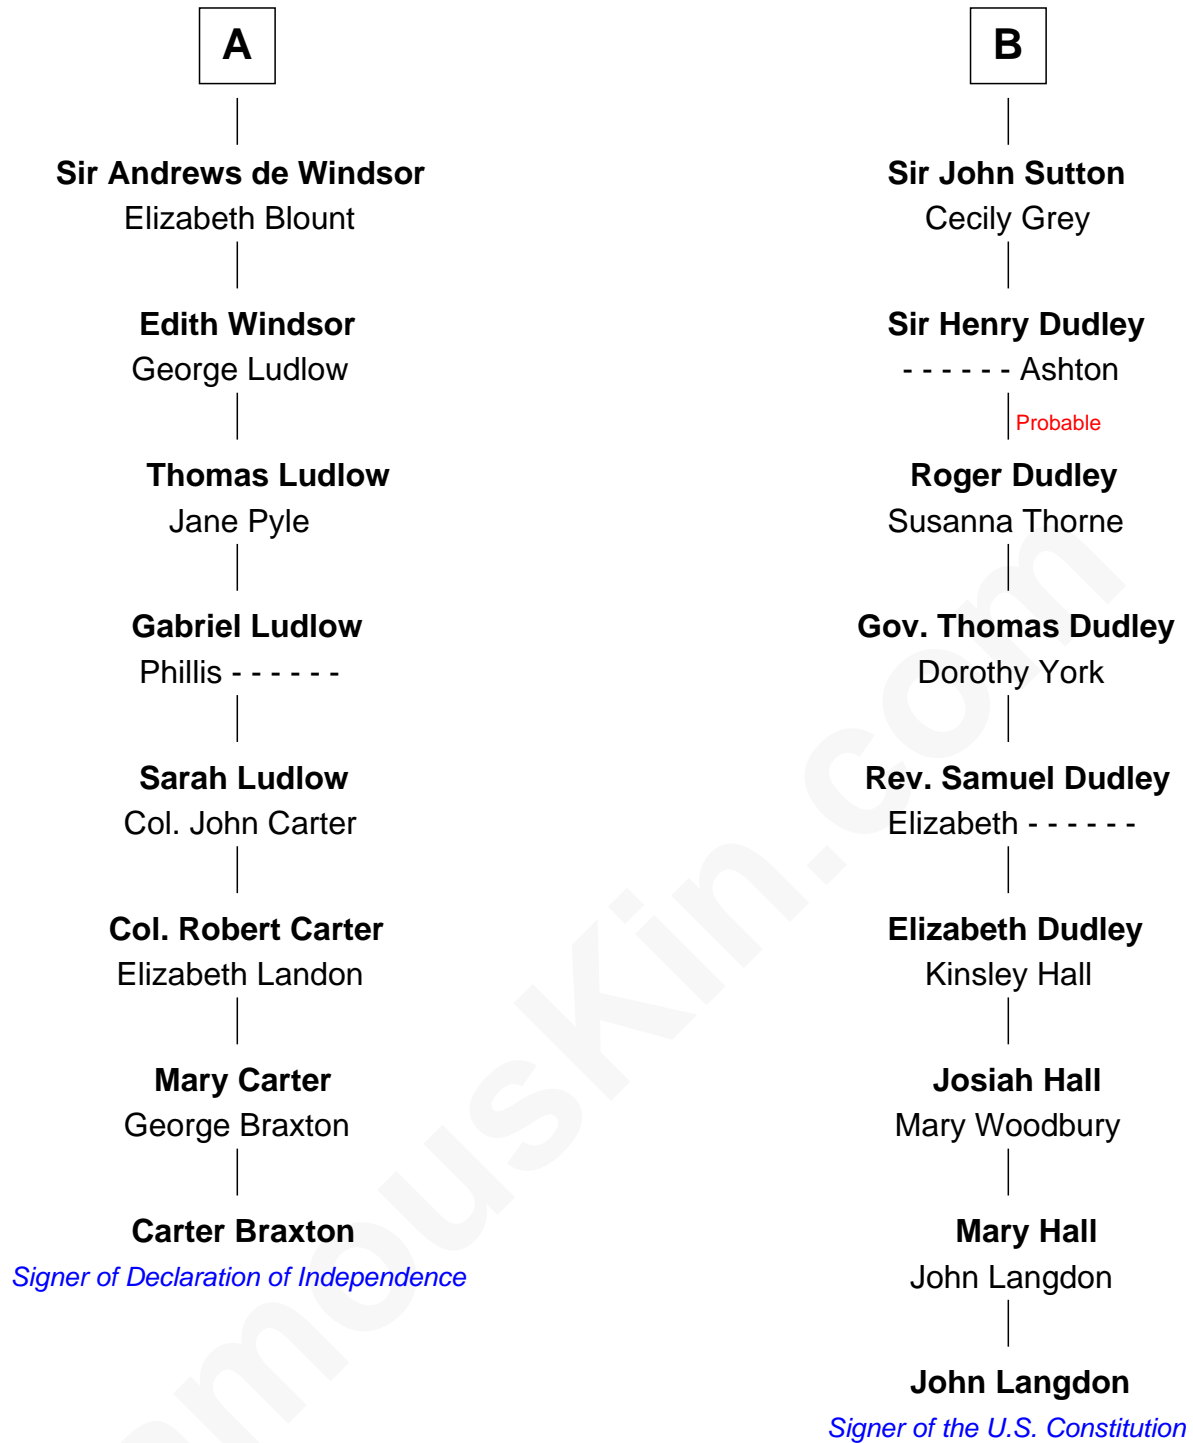 A
Sir Andrews de Windsor
Elizabeth Blount
Edith Windsor
George Ludlow
Thomas Ludlow
Jane Pyle
Gabriel Ludlow
Phillis - - - - - -
Sarah Ludlow
Col. John Carter
Col. Robert Carter
Elizabeth Landon
Mary Carter
George Braxton
Carter Braxton
Signer of Declaration of Independence
B
Sir John Sutton
Cecily Grey
Sir Henry Dudley
- - - - - - Ashton
Probable
Roger Dudley
Susanna Thorne
Gov. Thomas Dudley
Dorothy York
Rev. Samuel Dudley
Elizabeth - - - - - -
Elizabeth Dudley
Kinsley Hall
Josiah Hall
Mary Woodbury
Mary Hall
John Langdon
John Langdon
Signer of the U.S. Constitution
amousKin.com